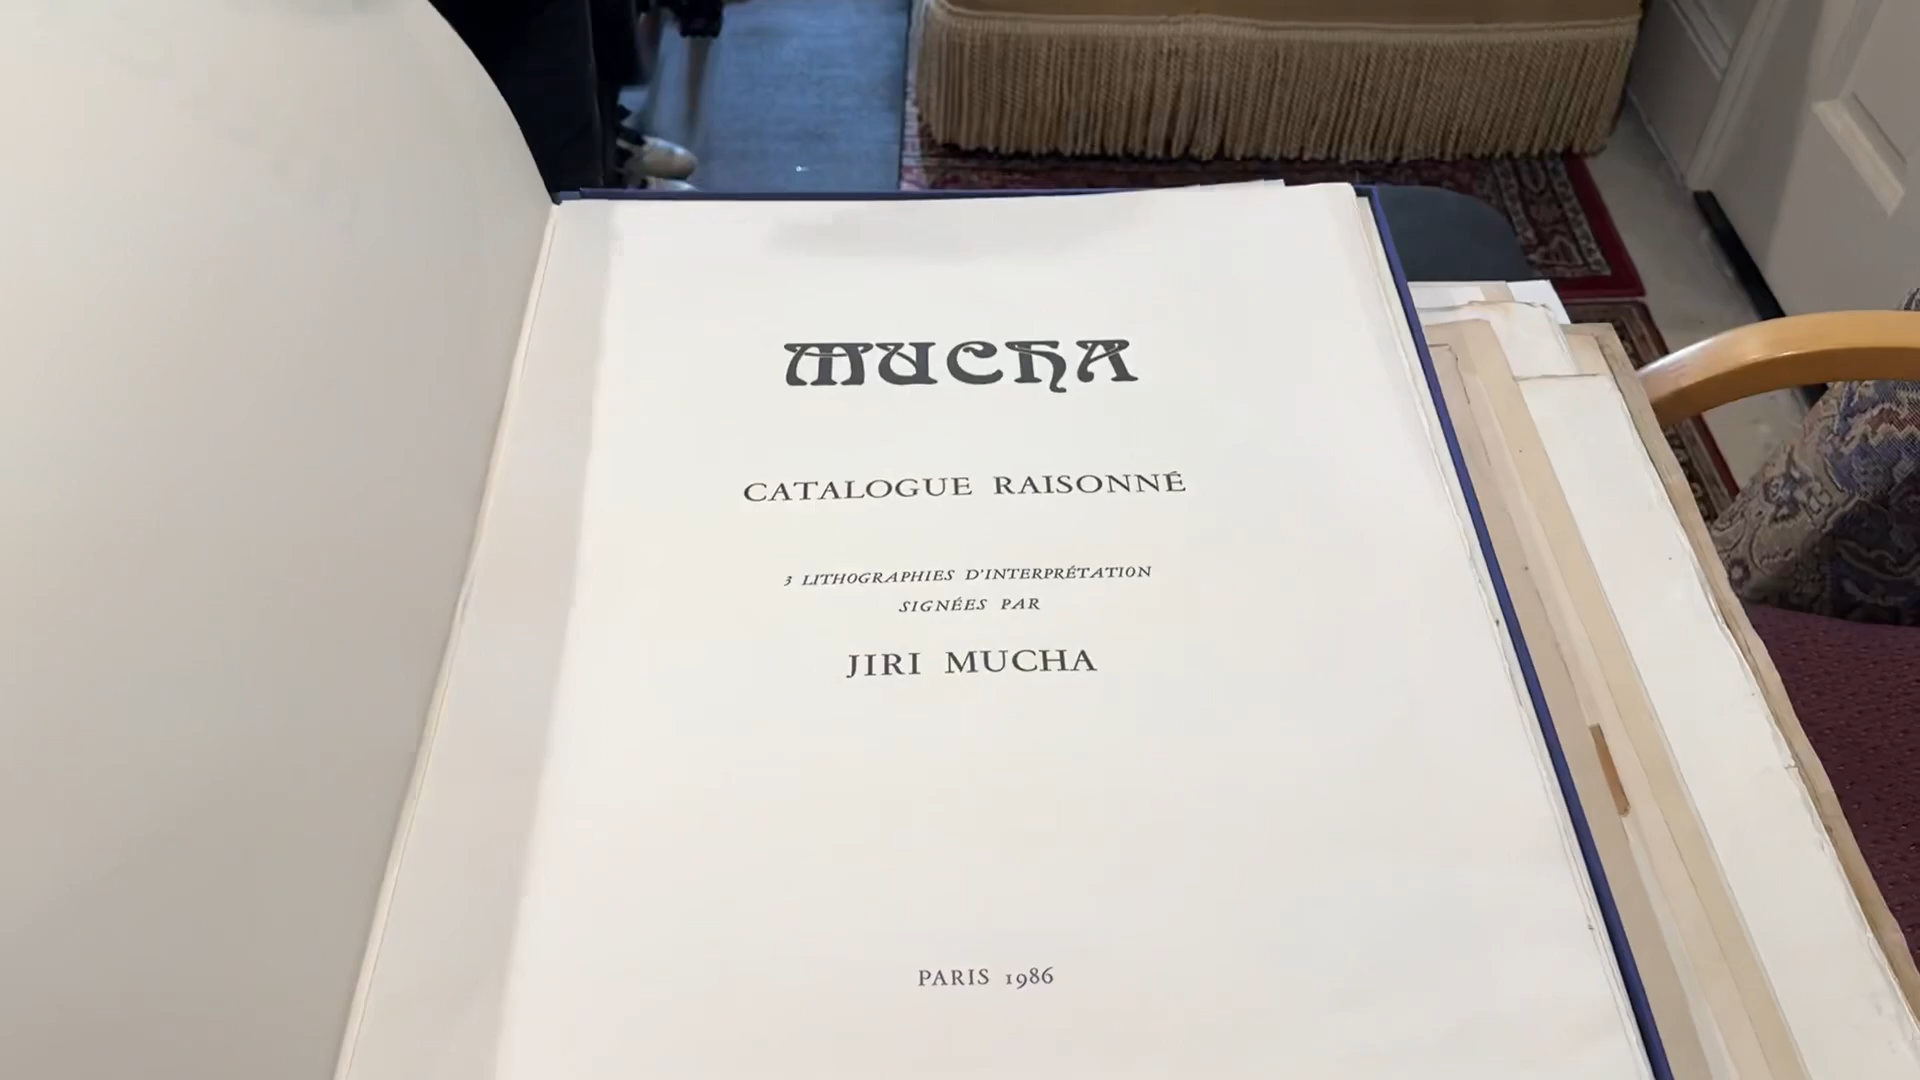 MUCHA
CATALOGUE RAISONNÉ
3 LITHOGRAPHIES D'INTERPRÉTATION
SIGNÉES PAR
JIRI MUCHA
PARIS 1986